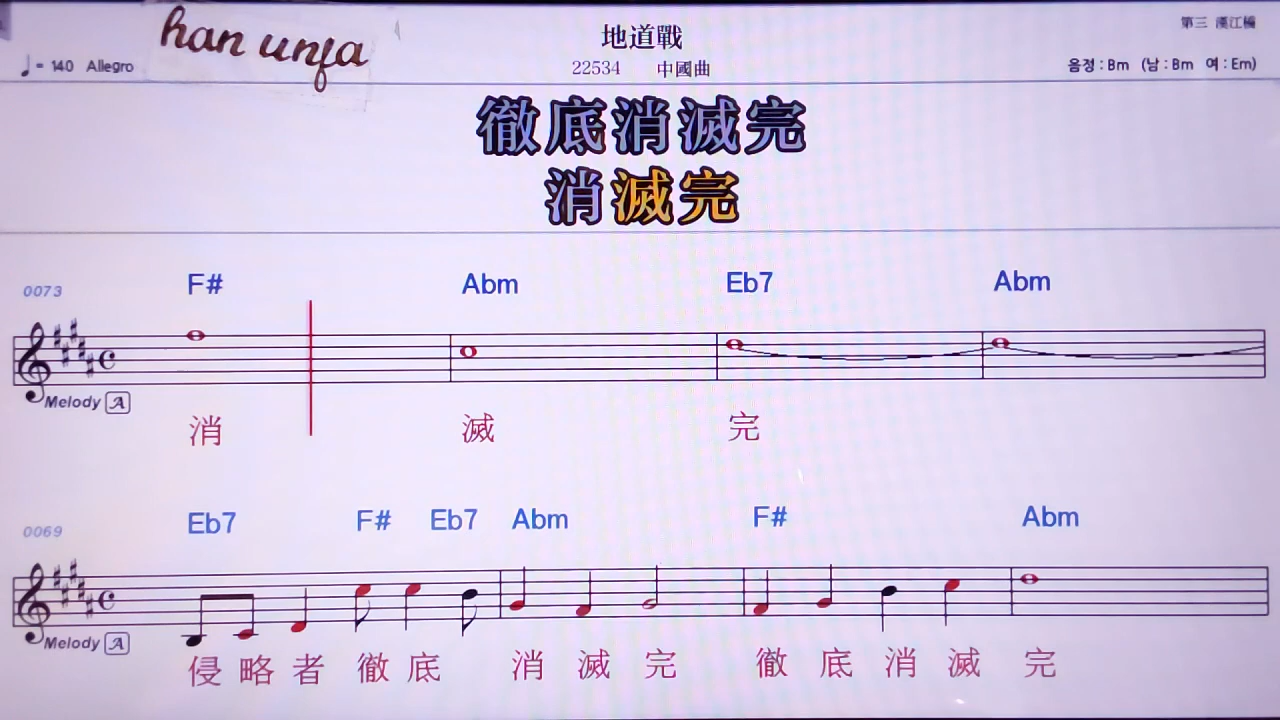 han unfa
地道戰
第三 漢江編
♩= 140 Allegro
22534 中國曲
음정 : Bm (남 : Bm 여 : Em)
徹底消滅完
消滅完
0073 F# Abm Eb7 Abm
Melody A
消 滅 完
0069 Eb7 F# Eb7 Abm F# Abm
Melody A
侵 略 者 徹 底 消 滅 完 徹 底 消 滅 完